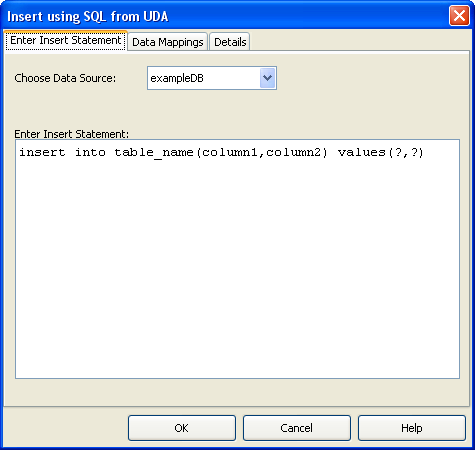 Insert using SQL from UDA
Enter Insert Statement Data Mappings Details
Choose Data Source: exampleDB
Enter Insert Statement:
insert into table_name(column1,column2) values(?,?)
OK Cancel Help